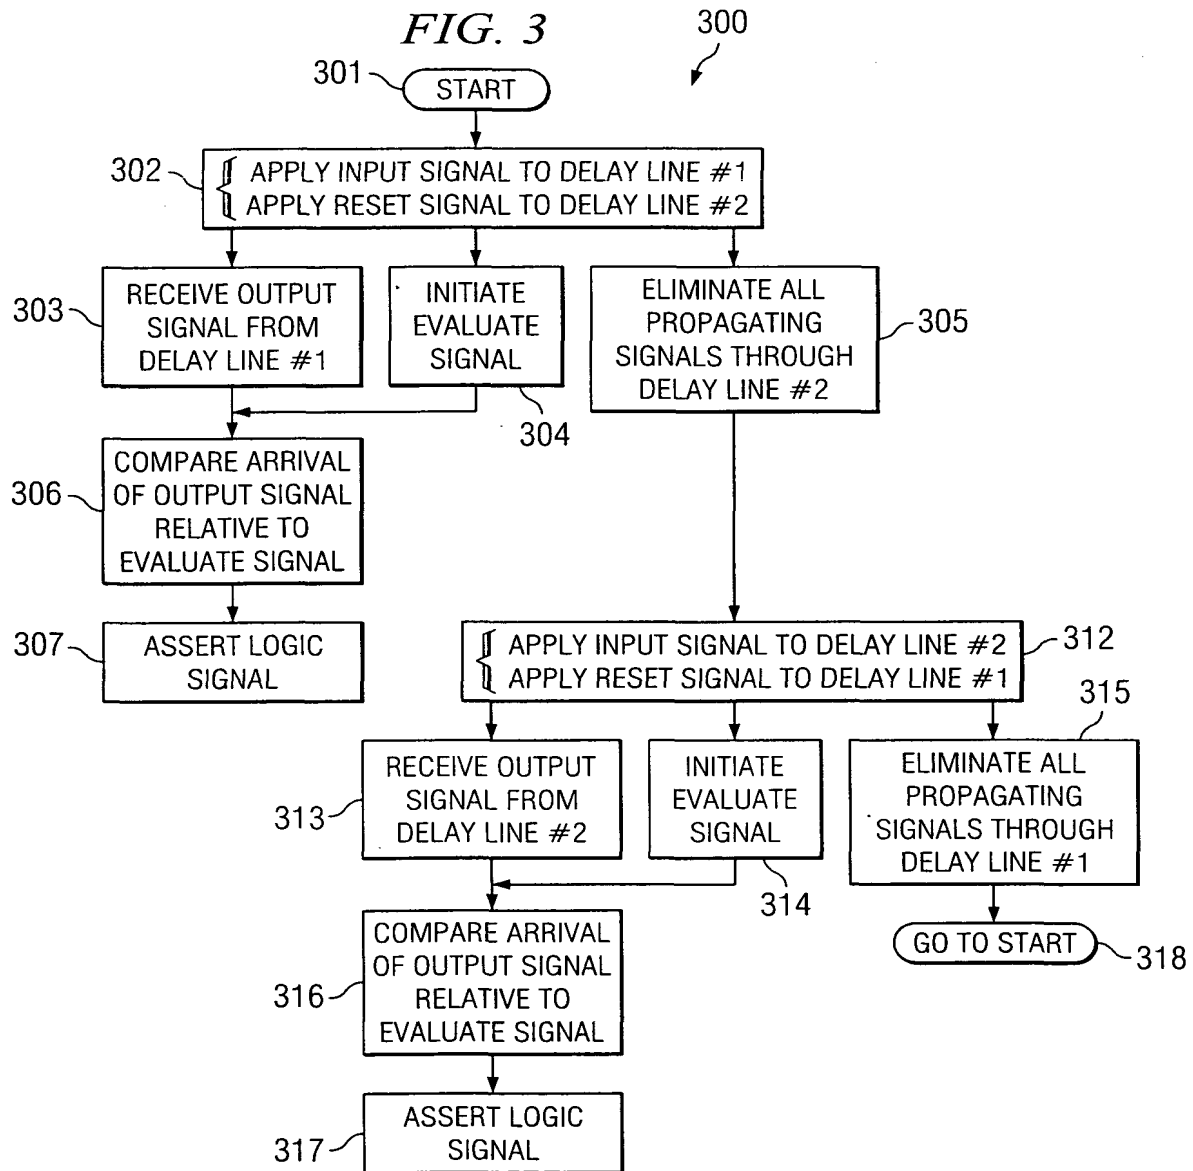 FIG. 3
300
301
START
302
APPLY INPUT SIGNAL TO DELAY LINE #1
APPLY RESET SIGNAL TO DELAY LINE #2
303
RECEIVE OUTPUT
SIGNAL FROM
DELAY LINE #1
INITIATE
EVALUATE
SIGNAL
304
ELIMINATE ALL
PROPAGATING
SIGNALS THROUGH
DELAY LINE #2
305
306
COMPARE ARRIVAL
OF OUTPUT SIGNAL
RELATIVE TO
EVALUATE SIGNAL
307
ASSERT LOGIC
SIGNAL
APPLY INPUT SIGNAL TO DELAY LINE #2
APPLY RESET SIGNAL TO DELAY LINE #1
312
313
RECEIVE OUTPUT
SIGNAL FROM
DELAY LINE #2
INITIATE
EVALUATE
SIGNAL
314
315
ELIMINATE ALL
PROPAGATING
SIGNALS THROUGH
DELAY LINE #1
GO TO START
318
316
COMPARE ARRIVAL
OF OUTPUT SIGNAL
RELATIVE TO
EVALUATE SIGNAL
317
ASSERT LOGIC
SIGNAL